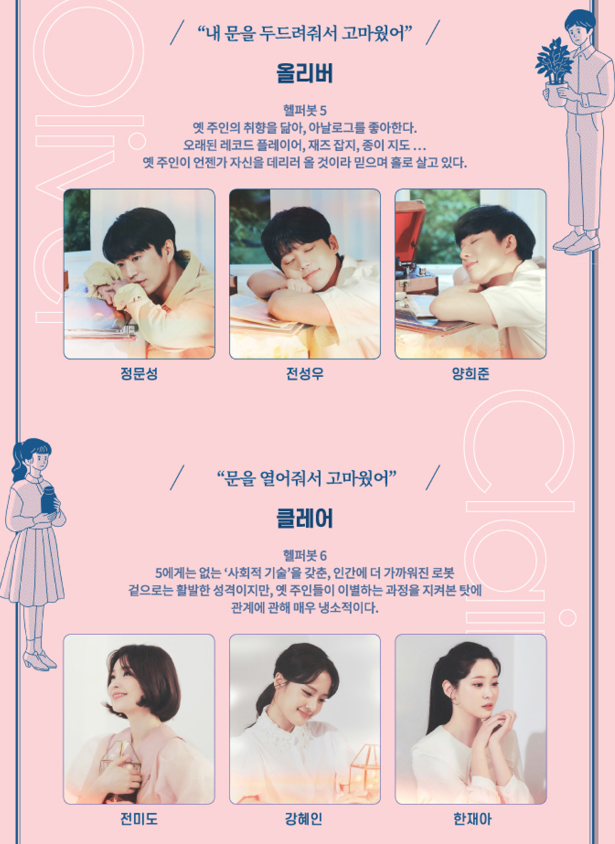 “내 문을 두드려줘서 고마웠어”
올리버
헬퍼봇 5
옛 주인의 취향을 닮아, 아날로그를 좋아한다.
오래된 레코드 플레이어, 재즈 잡지, 종이 지도 …
옛 주인이 언젠가 자신을 데리러 올 것이라 믿으며 홀로 살고 있다.
정문성 전성우 양희준
“문을 열어줘서 고마웠어”
클레어
헬퍼봇 6
5에게는 없는 ‘사회적 기술’을 갖춘, 인간에 더 가까워진 로봇
겉으로는 활발한 성격이지만, 옛 주인들이 이별하는 과정을 지켜본 탓에
관계에 관해 매우 냉소적이다.
전미도 강혜인 한재아